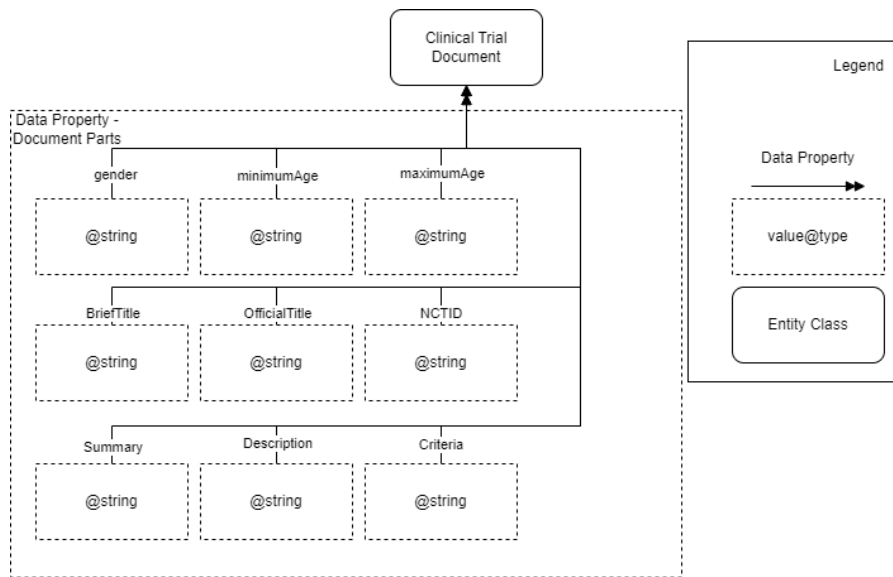 Clinical Trial
Document
Legend
Data Property -
Document Parts
gender
minimumAge
maximumAge
Data Property
@string
@string
@string
value@type
BriefTitle
OfficialTitle
NCTID
Entity Class
@string
@string
@string
Summary
Description
Criteria
@string
@string
@string